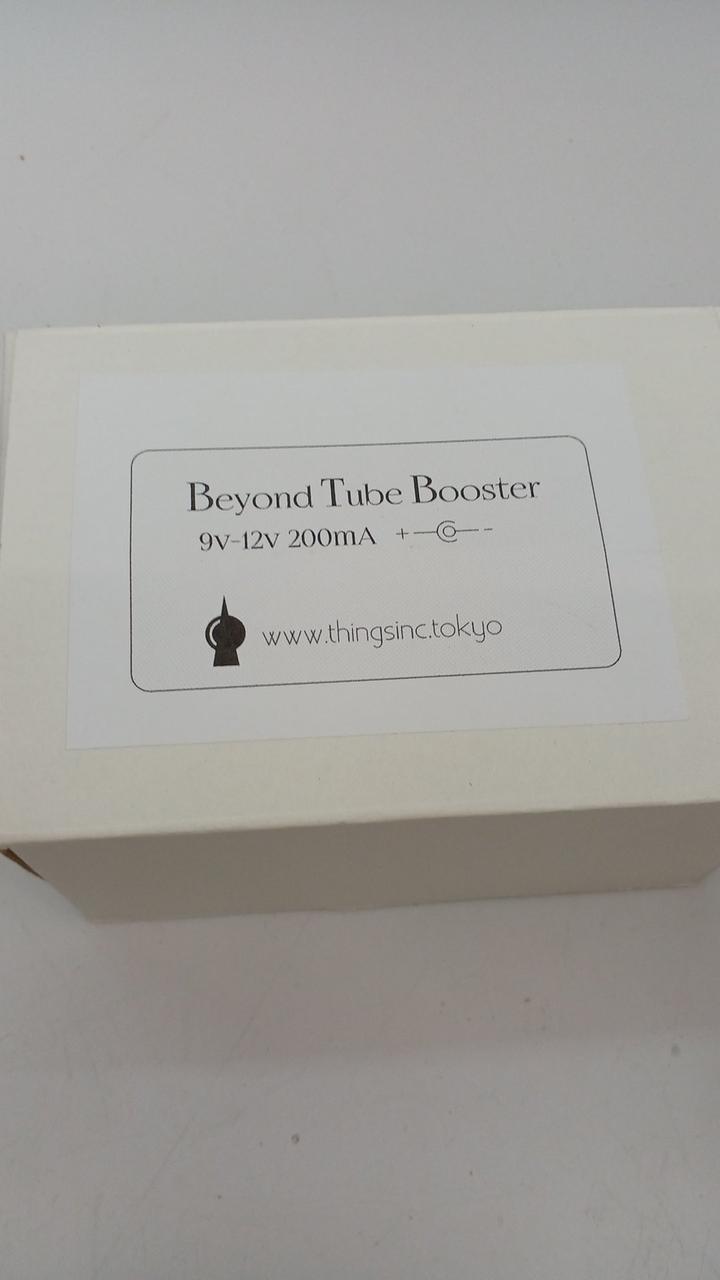 Beyond Tube Booster
9V-12V 200mA + -
www.thingsinc.tokyo